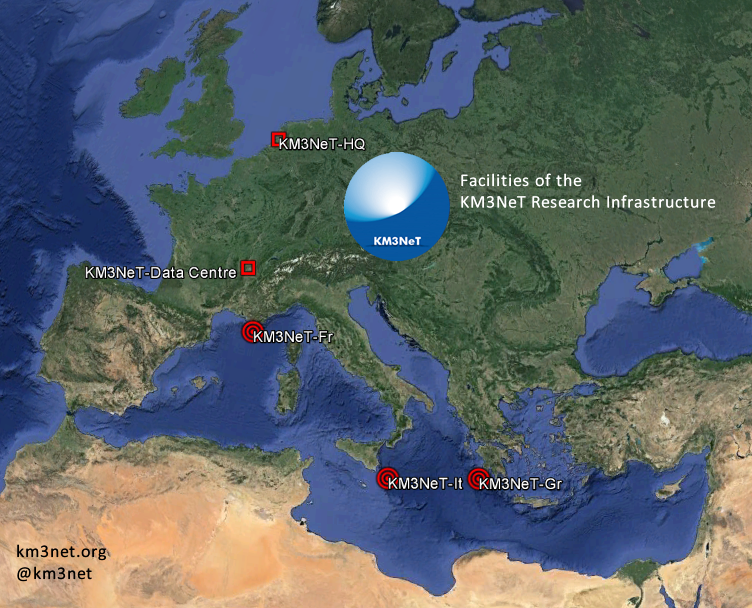 KM3NeT-HQ
KM3NeT
Facilities of the
KM3NeT Research Infrastructure
KM3NeT-Data Centre
KM3NeT-Fr
KM3NeT-It
KM3NeT-Gr
km3net.org
@km3net